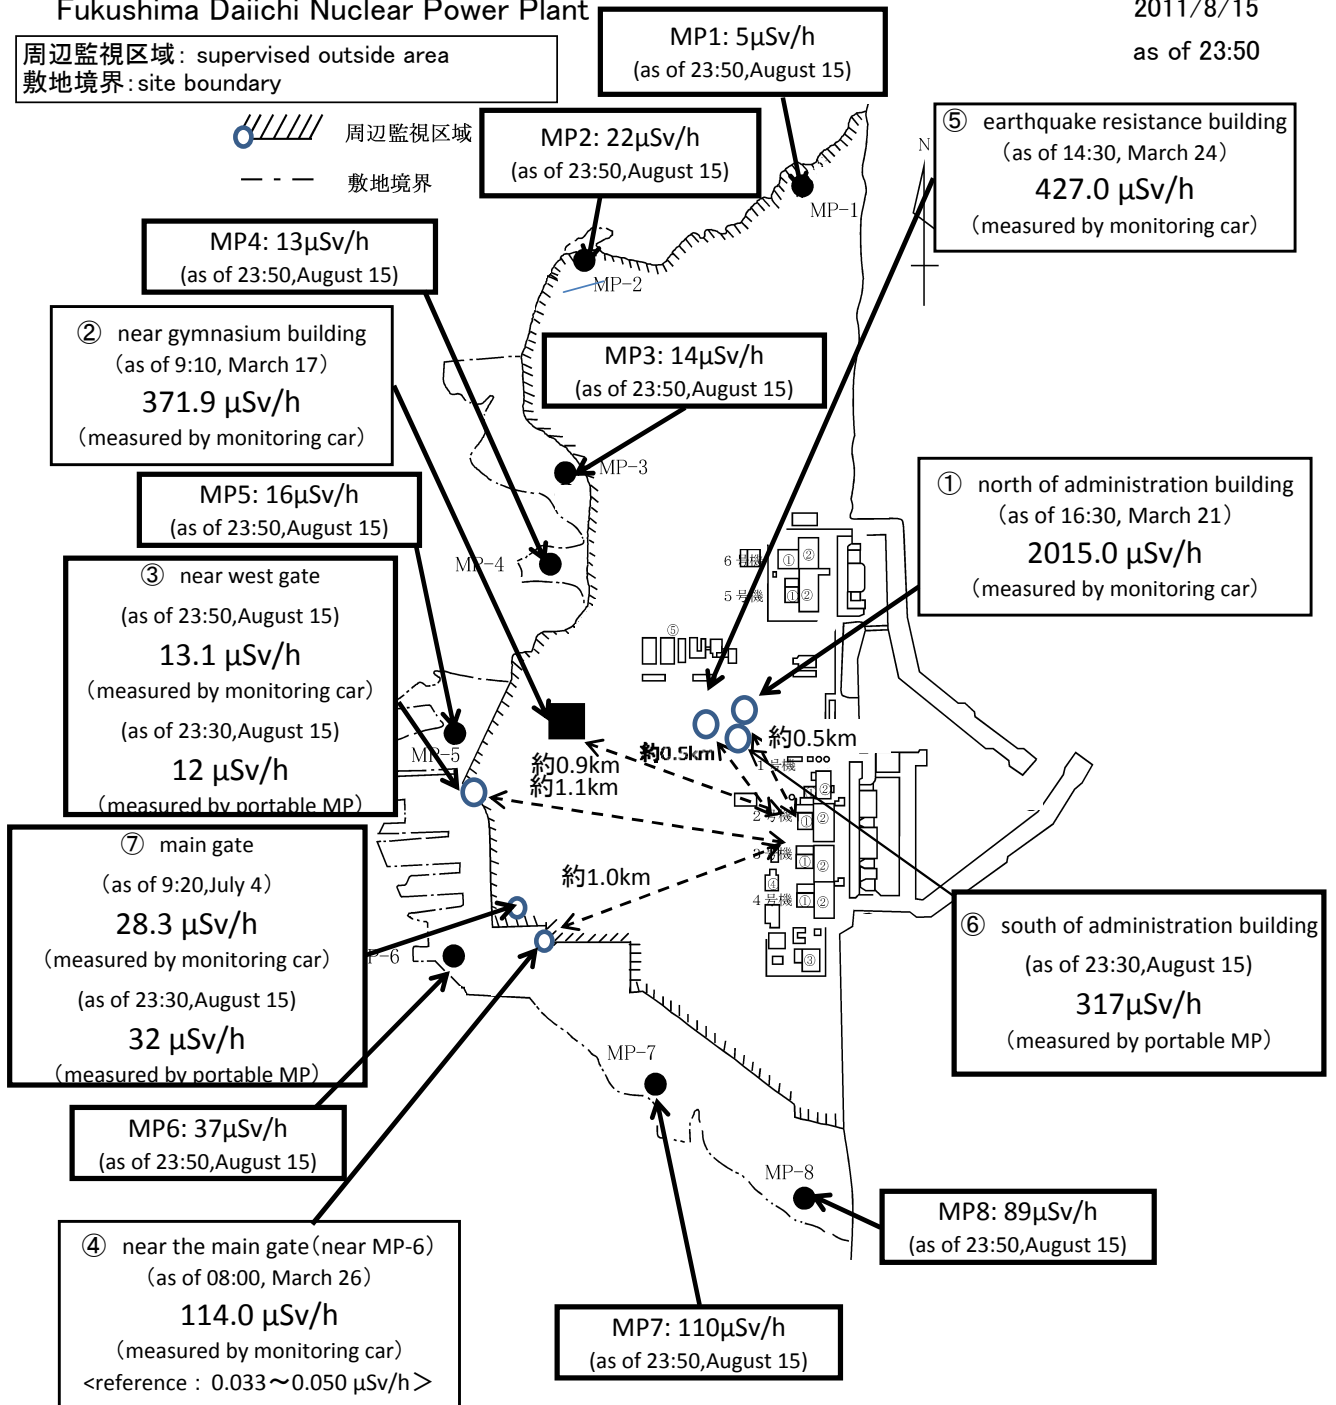 Fukushima Daiichi Nuclear Power Plant
2011/8/15
as of 23:50
周辺監視区域: supervised outside area
敷地境界:site boundary
周辺監視区域
敷地境界
MP1: 5μSv/h
(as of 23:50,August 15)
MP2: 22μSv/h
(as of 23:50,August 15)
⑤ earthquake resistance building
(as of 14:30, March 24)
427.0 μSv/h
(measured by monitoring car)
N
MP-1
MP4: 13μSv/h
(as of 23:50,August 15)
MP-2
② near gymnasium building
(as of 9:10, March 17)
371.9 μSv/h
(measured by monitoring car)
MP3: 14μSv/h
(as of 23:50,August 15)
MP-3
MP5: 16μSv/h
(as of 23:50,August 15)
① north of administration building
(as of 16:30, March 21)
2015.0 μSv/h
(measured by monitoring car)
MP-4
6号機
① ②
5号機
① ②
③ near west gate
(as of 23:50,August 15)
13.1 μSv/h
(measured by monitoring car)
(as of 23:30,August 15)
12 μSv/h
(measured by portable MP)
⑤
MP-5
約0.9km
約1.1km
約0.5km
約0.5km
1号機
②
2号機
① ②
3号機
① ②
④
4号機
① ②
③
約1.0km
⑦ main gate
(as of 9:20,July 4)
28.3 μSv/h
(measured by monitoring car)
(as of 23:30,August 15)
32 μSv/h
(measured by portable MP)
P-6
⑥ south of administration building
(as of 23:30,August 15)
317μSv/h
(measured by portable MP)
MP-7
MP6: 37μSv/h
(as of 23:50,August 15)
MP-8
MP8: 89μSv/h
(as of 23:50,August 15)
④ near the main gate(near MP-6)
(as of 08:00, March 26)
114.0 μSv/h
(measured by monitoring car)
<reference : 0.033～0.050 μSv/h＞
MP7: 110μSv/h
(as of 23:50,August 15)